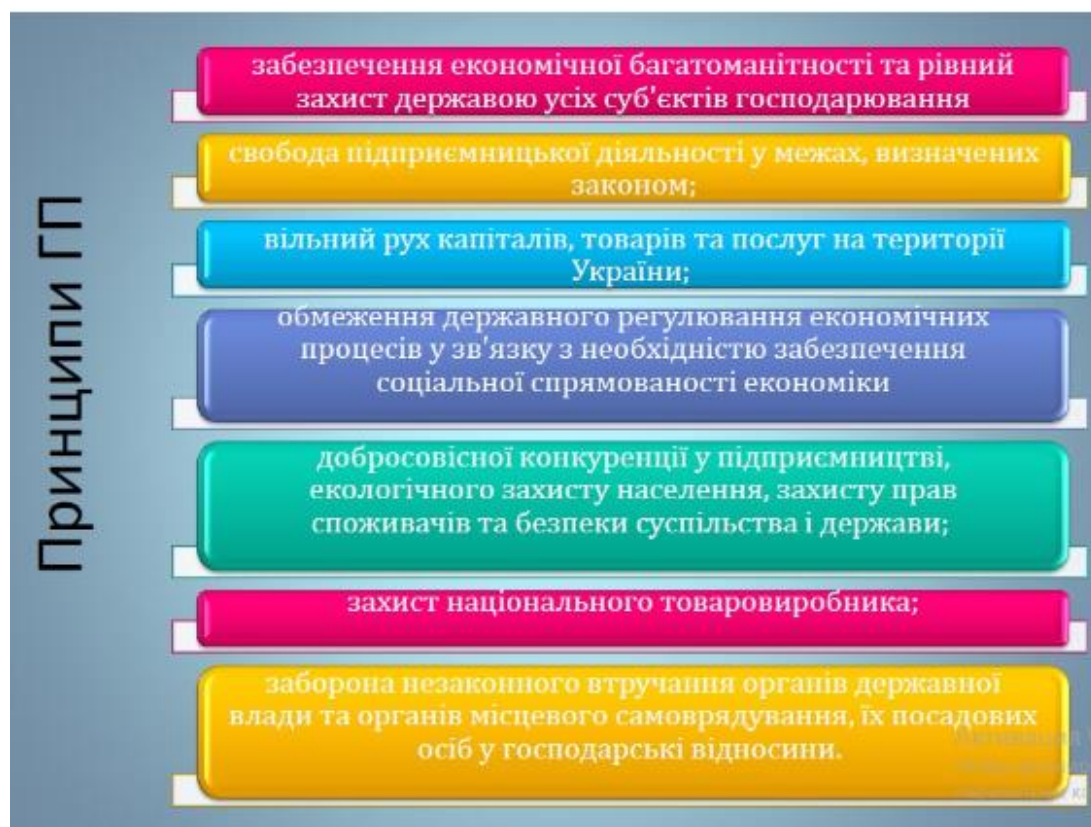 Принципи ГП
забезпечення економічної багатоманітності та рівний
захист державою усіх суб'єктів господарювання
свобода підприємницької діяльності у межах, визначених
законом;
вільний рух капіталів, товарів та послуг на території
України;
обмеження державного регулювання економічних
процесів у зв'язку з необхідністю забезпечення
соціальної спрямованості економіки
добросовісної конкуренції у підприємництві,
екологічного захисту населення, захисту прав
споживачів та безпеки суспільства і держави;
захист національного товаровиробника;
заборона незаконного втручання органів державної
влади та органів місцевого самоврядування, їх посадових
осіб у господарські відносини.